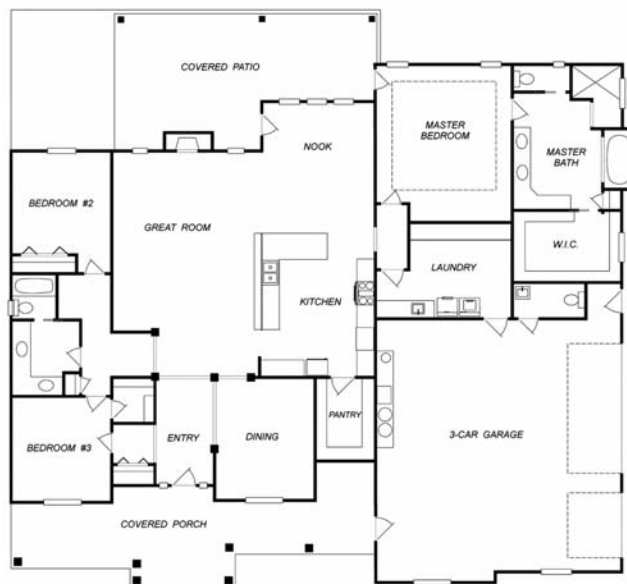 COVERED PATIO
NOOK
MASTER
BEDROOM
MASTER
BATH
BEDROOM #2
GREAT ROOM
W.I.C.
LAUNDRY
KITCHEN
PANTRY
3-CAR GARAGE
BEDROOM #3
ENTRY
DINING
COVERED PORCH